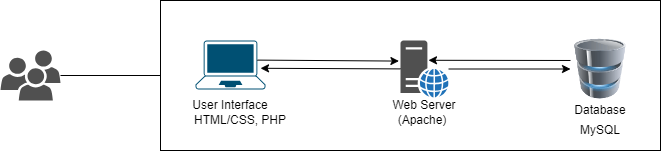 User Interface
HTML/CSS, PHP
Web Server
(Apache)
Database
MySQL